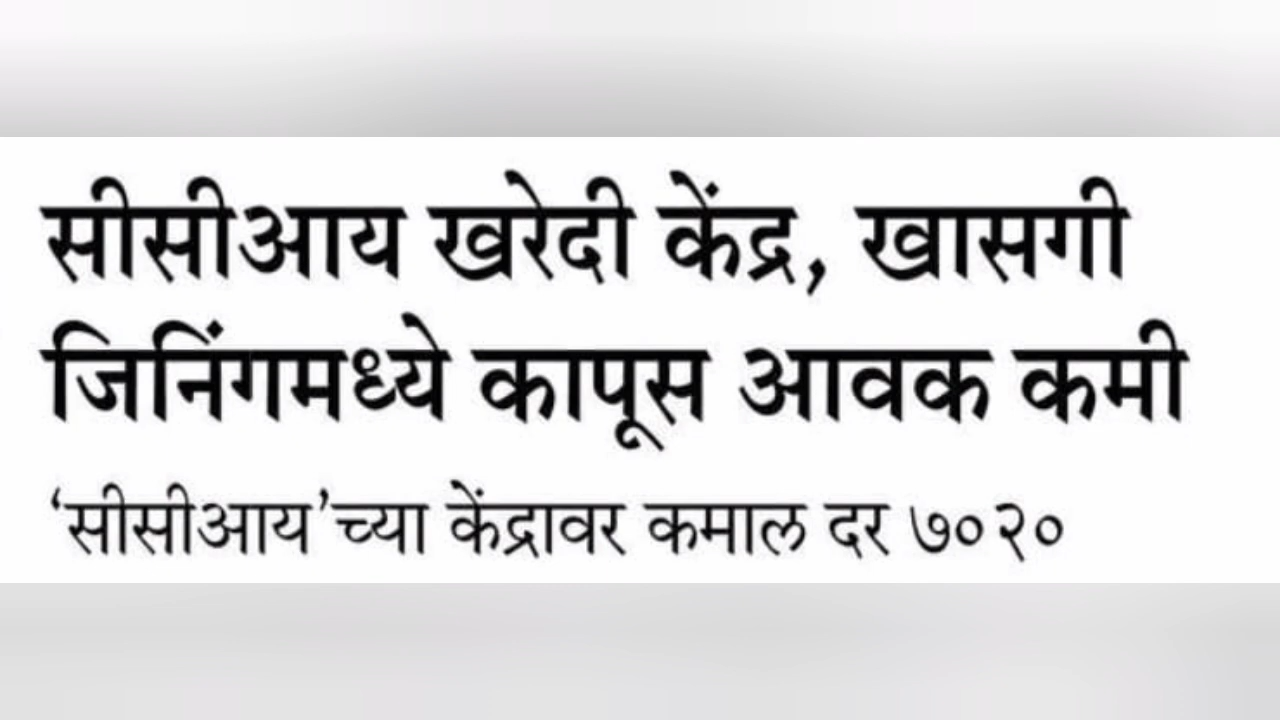 सीसीआय खरेदी केंद्र, खासगी
जिनिंगमध्ये कापूस आवक कमी
‘सीसीआय’च्या केंद्रावर कमाल दर ७०२०